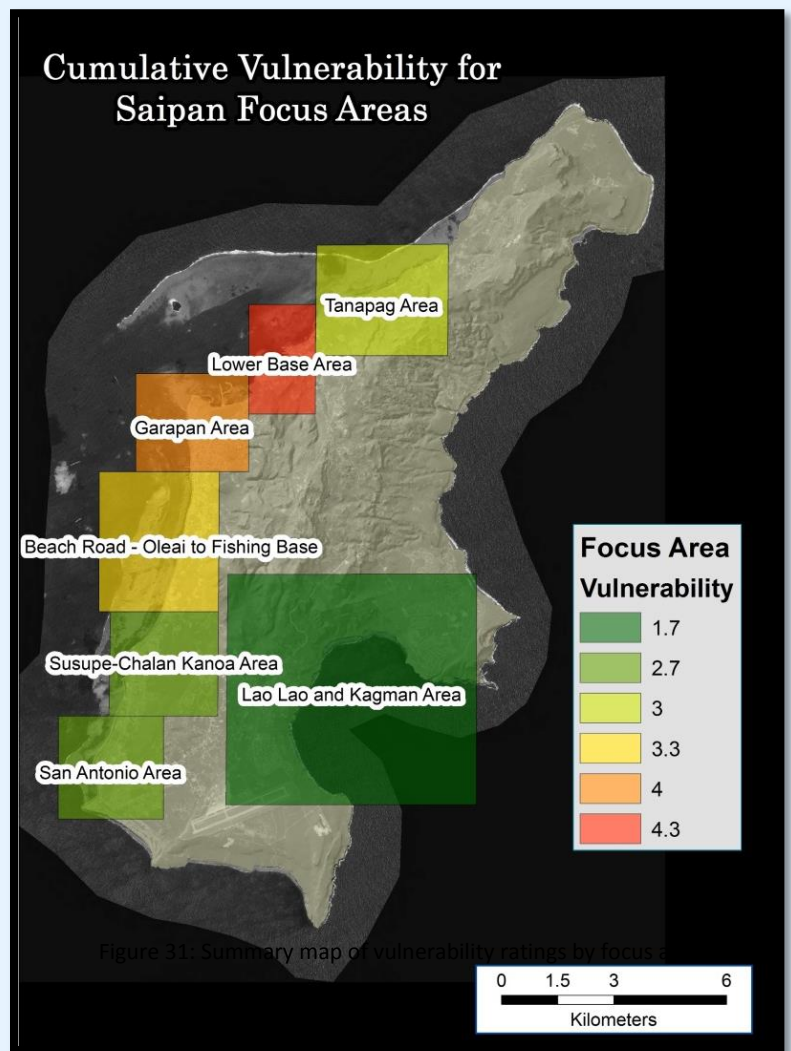 Cumulative Vulnerability for
Saipan Focus Areas
Tanapag Area
Lower Base Area
Garapan Area
Beach Road - Oleai to Fishing Base
Susupe-Chalan Kanoa Area
Lao Lao and Kagman Area
San Antonio Area
Focus Area
Vulnerability
1.7
2.7
3
3.3
4
4.3
Figure 31: Summary map of vulnerability ratings by focus
0 1.5 3 6
Kilometers